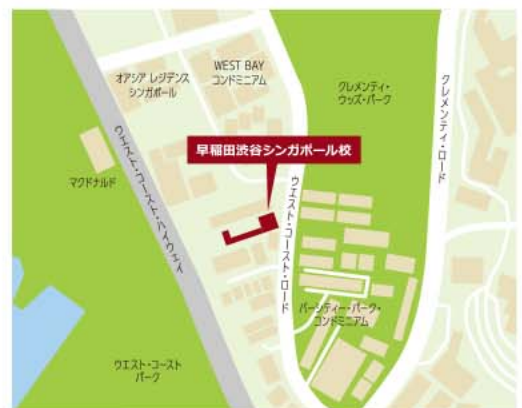 オアシア レジデンス
シンガポール
WEST BAY
コンドミニアム
クレメンティ・
ウッズ・パーク
クレメンティ・ロード
早稲田渋谷シンガポール校
マクドナルド
ウェスト・コースト・ハイウェイ
ウエスト・コースト・ロード
バーシティー・パーク・
コンドミニアム
ウエスト・コースト
パーク